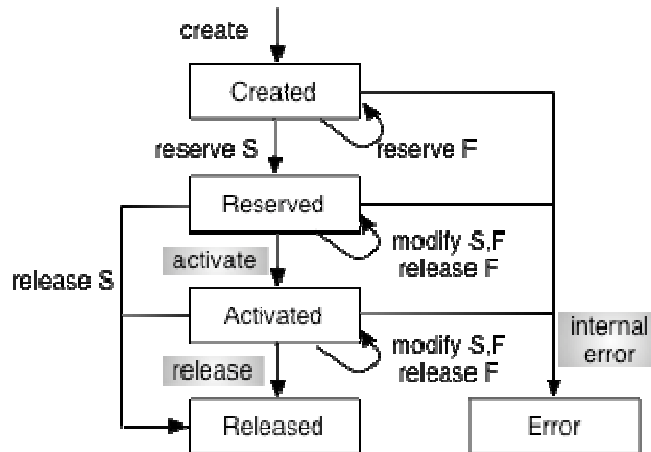 create
Created
reserve S
reserve F
Reserved
modify S,F
release F
activate
release S
Activated
internal
error
modify S,F
release F
release
Released
Error